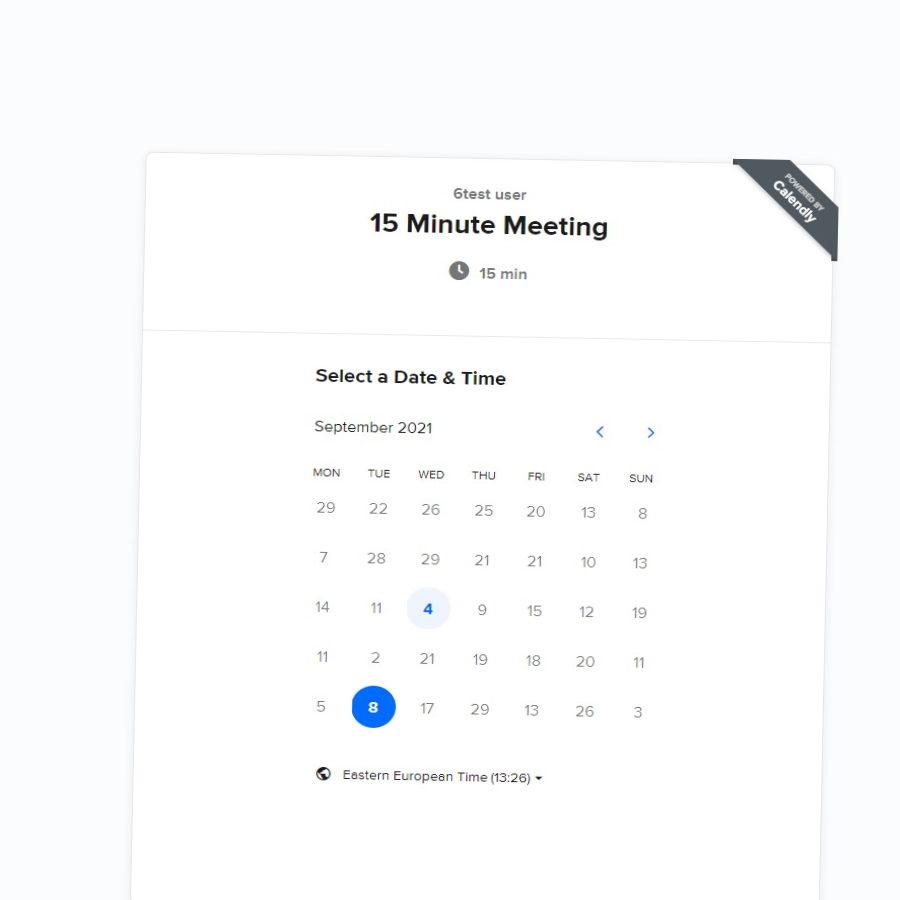 POWERED BY
Calendly
6test user
15 Minute Meeting
15 min
Select a Date & Time
September 2021
MON TUE WED THU FRI SAT SUN
29 22 26 25 20 13 8
7 28 29 21 21 10 13
14 11 4 9 15 12 19
11 2 21 19 18 20 11
5 8 17 29 13 26 3
Eastern European Time (13:26)